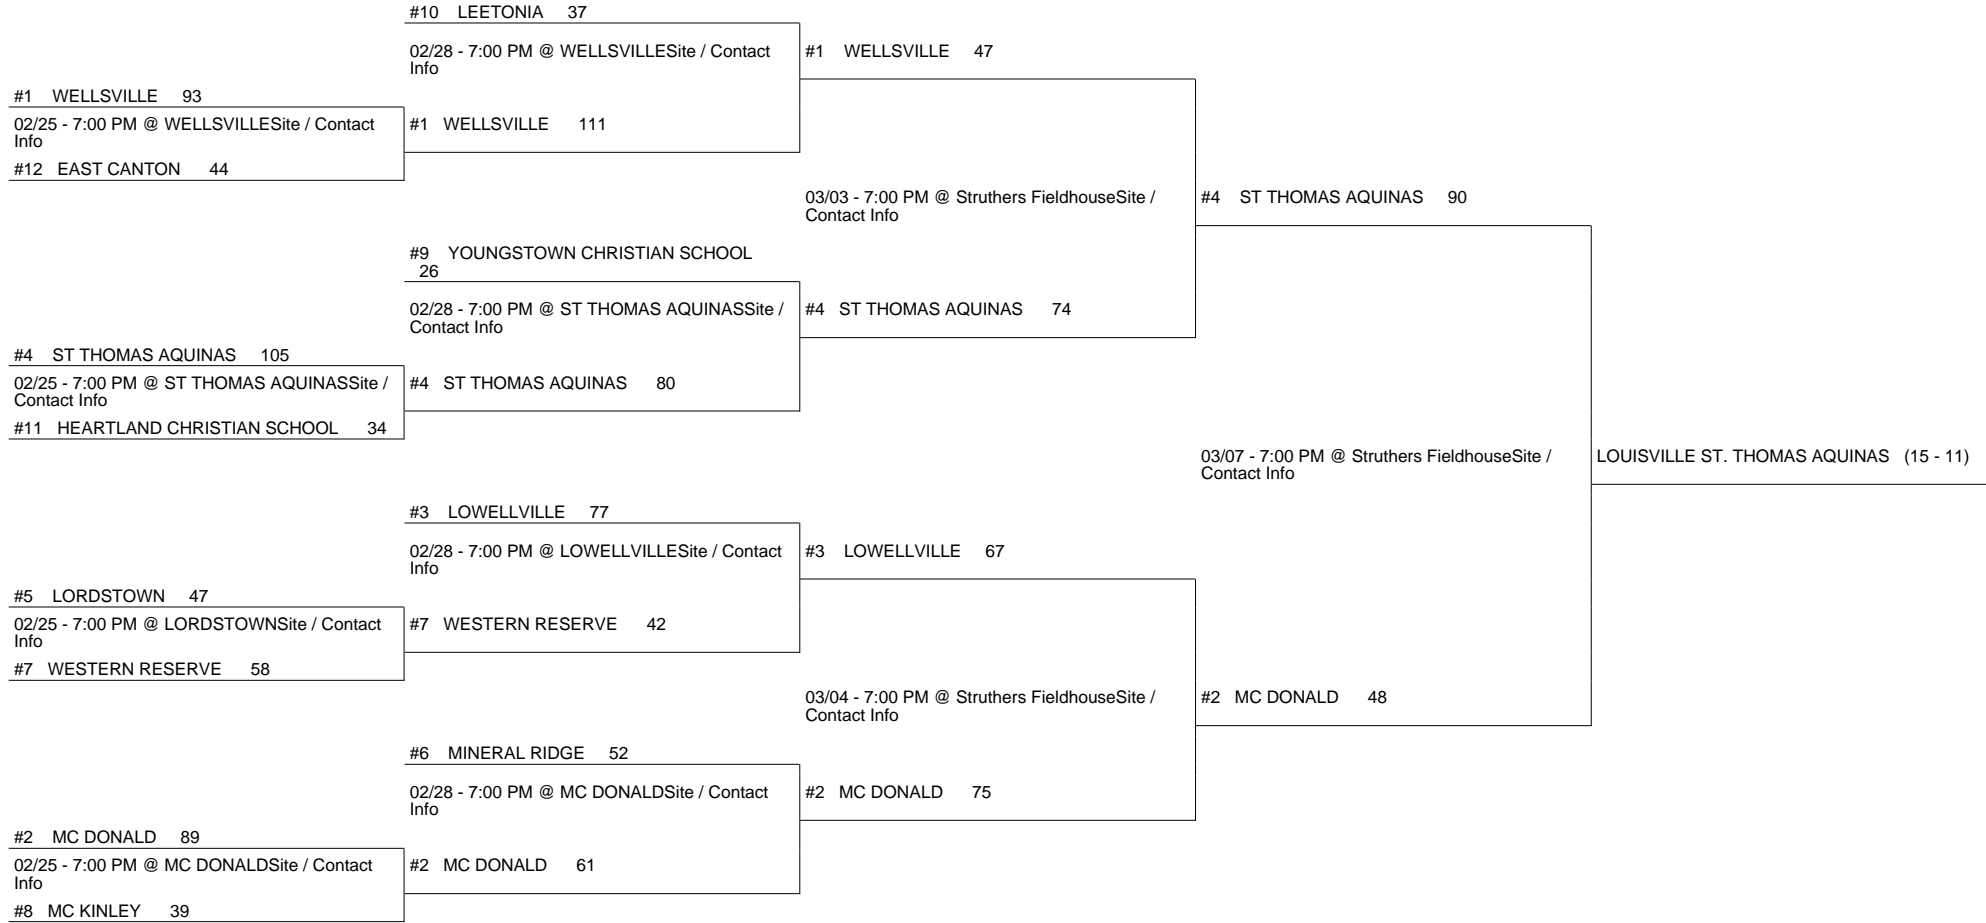 #10 LEETONIA 37
02/28 - 7:00 PM @ WELLSVILLESite / Contact
Info
#1 WELLSVILLE 47
#1 WELLSVILLE 93
02/25 - 7:00 PM @ WELLSVILLESite / Contact
Info
#1 WELLSVILLE 111
#12 EAST CANTON 44
03/03 - 7:00 PM @ Struthers FieldhouseSite /
Contact Info
#4 ST THOMAS AQUINAS 90
#9 YOUNGSTOWN CHRISTIAN SCHOOL
26
02/28 - 7:00 PM @ ST THOMAS AQUINASSite /
Contact Info
#4 ST THOMAS AQUINAS 74
#4 ST THOMAS AQUINAS 105
02/25 - 7:00 PM @ ST THOMAS AQUINASSite /
Contact Info
#4 ST THOMAS AQUINAS 80
#11 HEARTLAND CHRISTIAN SCHOOL 34
03/07 - 7:00 PM @ Struthers FieldhouseSite /
Contact Info
LOUISVILLE ST. THOMAS AQUINAS (15 - 11)
#3 LOWELLVILLE 77
02/28 - 7:00 PM @ LOWELLVILLESite / Contact
Info
#3 LOWELLVILLE 67
#5 LORDSTOWN 47
02/25 - 7:00 PM @ LORDSTOWNSite / Contact
Info
#7 WESTERN RESERVE 42
#7 WESTERN RESERVE 58
03/04 - 7:00 PM @ Struthers FieldhouseSite /
Contact Info
#2 MC DONALD 48
#6 MINERAL RIDGE 52
02/28 - 7:00 PM @ MC DONALDSite / Contact
Info
#2 MC DONALD 75
#2 MC DONALD 89
02/25 - 7:00 PM @ MC DONALDSite / Contact
Info
#2 MC DONALD 61
#8 MC KINLEY 39